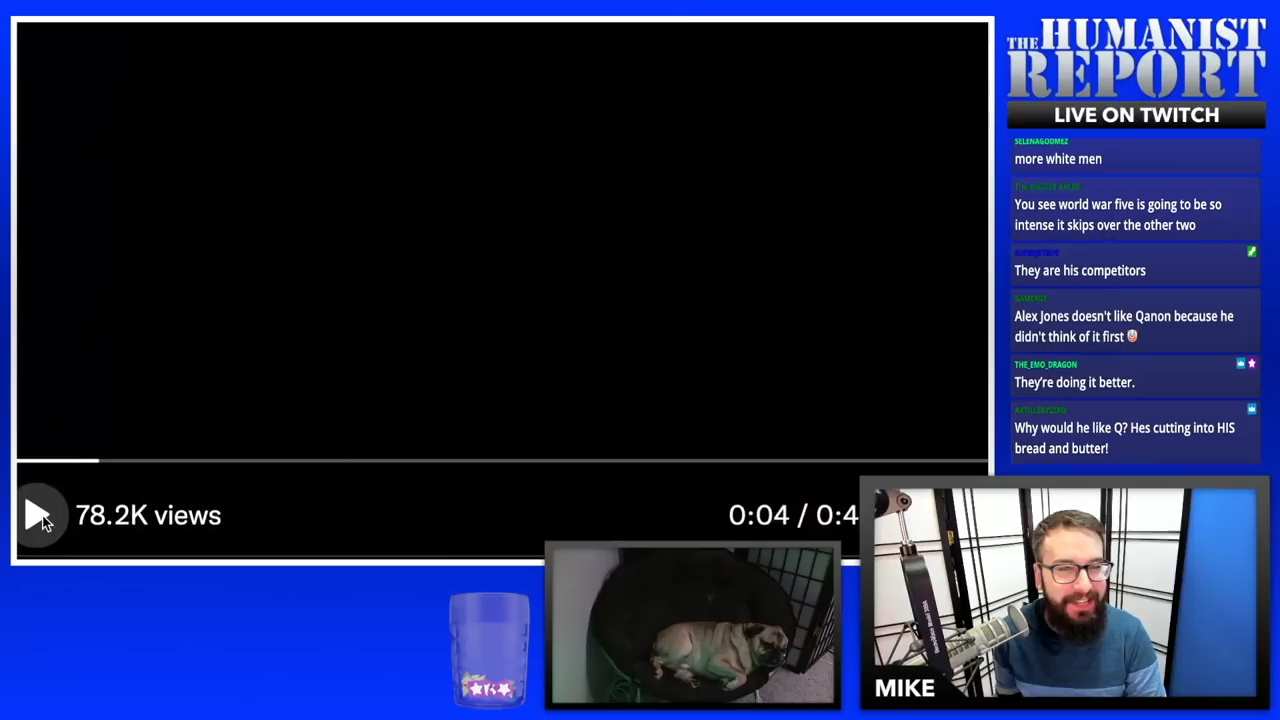 THE HUMANIST
REPORT
LIVE ON TWITCH
SELENAGODMEZ
more white men
You see world war five is going to be so
intense it skips over the other two
They are his competitors
GAMERGY
Alex Jones doesn't like Qanon because he
didn't think of it first
THE_EMO_DRAGON
They're doing it better.
ARTILLERYZERO
Why would he like Q? Hes cutting into HIS
bread and butter!
78.2K views
0:04 / 0:4
MIKE